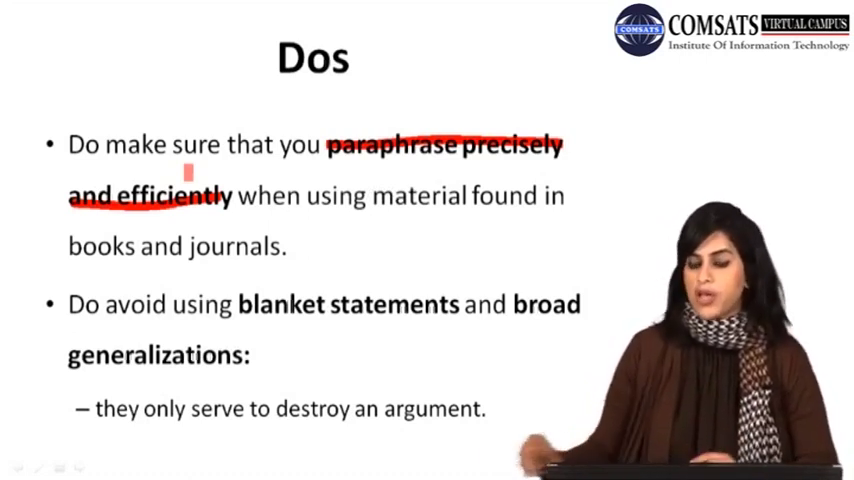 COMSATS
COMSATS VIRTUAL CAMPUS
Institute Of Information Technology
Dos
• Do make sure that you paraphrase precisely
and efficiently when using material found in
books and journals.
• Do avoid using blanket statements and broad
generalizations:
– they only serve to destroy an argument.